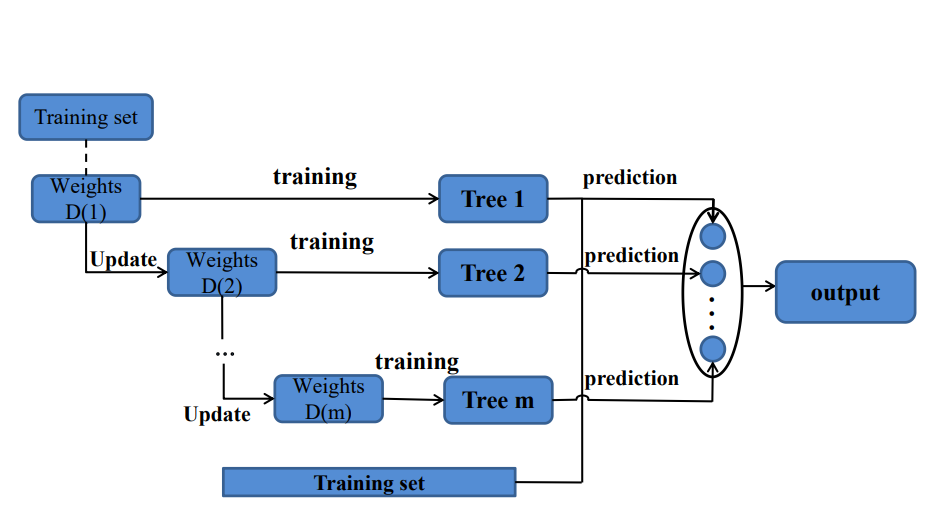 Training set
Weights
D(1)
training
Tree 1
prediction
Update
Weights
D(2)
training
Tree 2
prediction
output
...
Update
Weights
D(m)
training
Tree m
prediction
Training set